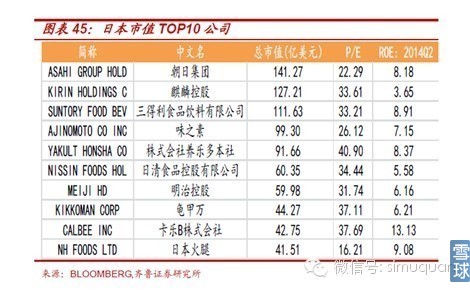 图表 45：日本市值 TOP10 公司
简称 中文名 总市值(亿美元) P/E ROE: 2014Q2
ASAHI GROUP HOLD 朝日集团 141.27 22.29 8.18
KIRIN HOLDINGS C 麒麟控股 127.21 33.61 3.65
SUNTORY FOOD BEV 三得利食品饮料有限公司 111.63 33.21 8.91
AJINOMOTO CO INC 味之素 99.30 26.12 7.15
YAKULT HONSHA CO 株式会社养乐多本社 91.66 40.90 8.37
NISSIN FOODS HOL 日清食品有限公司 60.35 34.44 5.58
MEIJI HD 明治控股 59.98 31.74 6.16
KIKKOMAN CORP 龟甲万 44.27 37.11 6.21
CALBEE INC 卡乐B株式会社 42.75 37.69 13.13
NH FOODS LTD 日本火腿 41.51 16.21 9.08
来源：BLOOMBERG,齐鲁证券研究所
微信号: simuquan
雪球